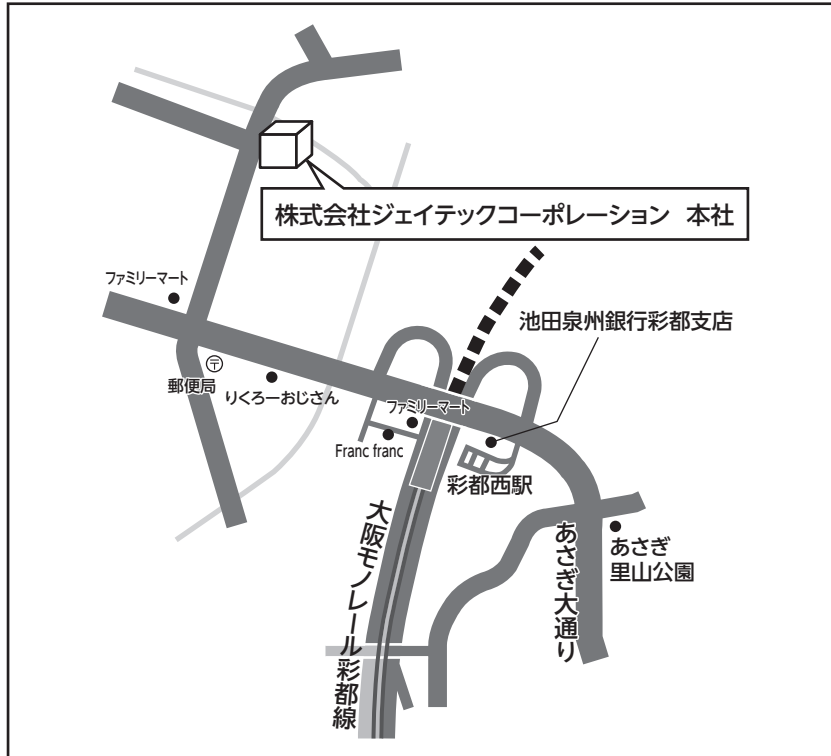 株式会社ジェイテックコーポレーション 本社
ファミリーマート
池田泉州銀行彩都支店
〒
郵便局
りくろーおじさん
ファミリーマート
Franc franc
彩都西駅
大阪モノレール彩都線
あさぎ大通り
あさぎ
里山公園